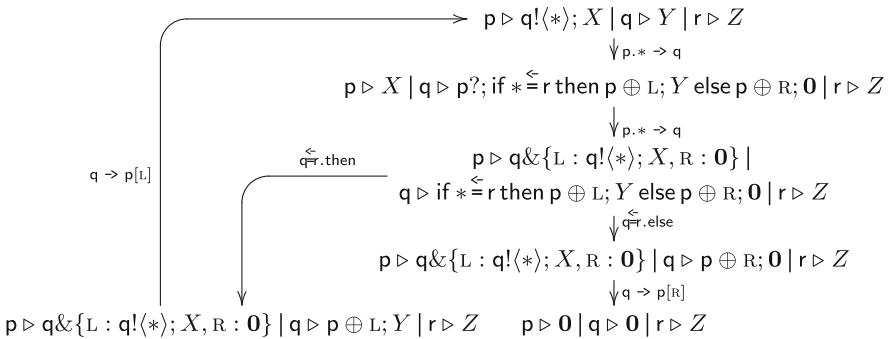 p ▷ q!⟨∗⟩; X | q ▷ Y | r ▷ Z
p.∗ -> q
p ▷ X | q ▷ p?; if ∗ <-= r then p ⊕ L; Y else p ⊕ R; 0 | r ▷ Z
p.∗ -> q
p ▷ q&{L : q!⟨∗⟩; X, R : 0} |
q<-=r.then
q -> p[L]
q ▷ if ∗ <-= r then p ⊕ L; Y else p ⊕ R; 0 | r ▷ Z
q<-=r.else
p ▷ q&{L : q!⟨∗⟩; X, R : 0} | q ▷ p ⊕ R; 0 | r ▷ Z
q -> p[R]
p ▷ q&{L : q!⟨∗⟩; X, R : 0} | q ▷ p ⊕ L; Y | r ▷ Z
p ▷ 0 | q ▷ 0 | r ▷ Z